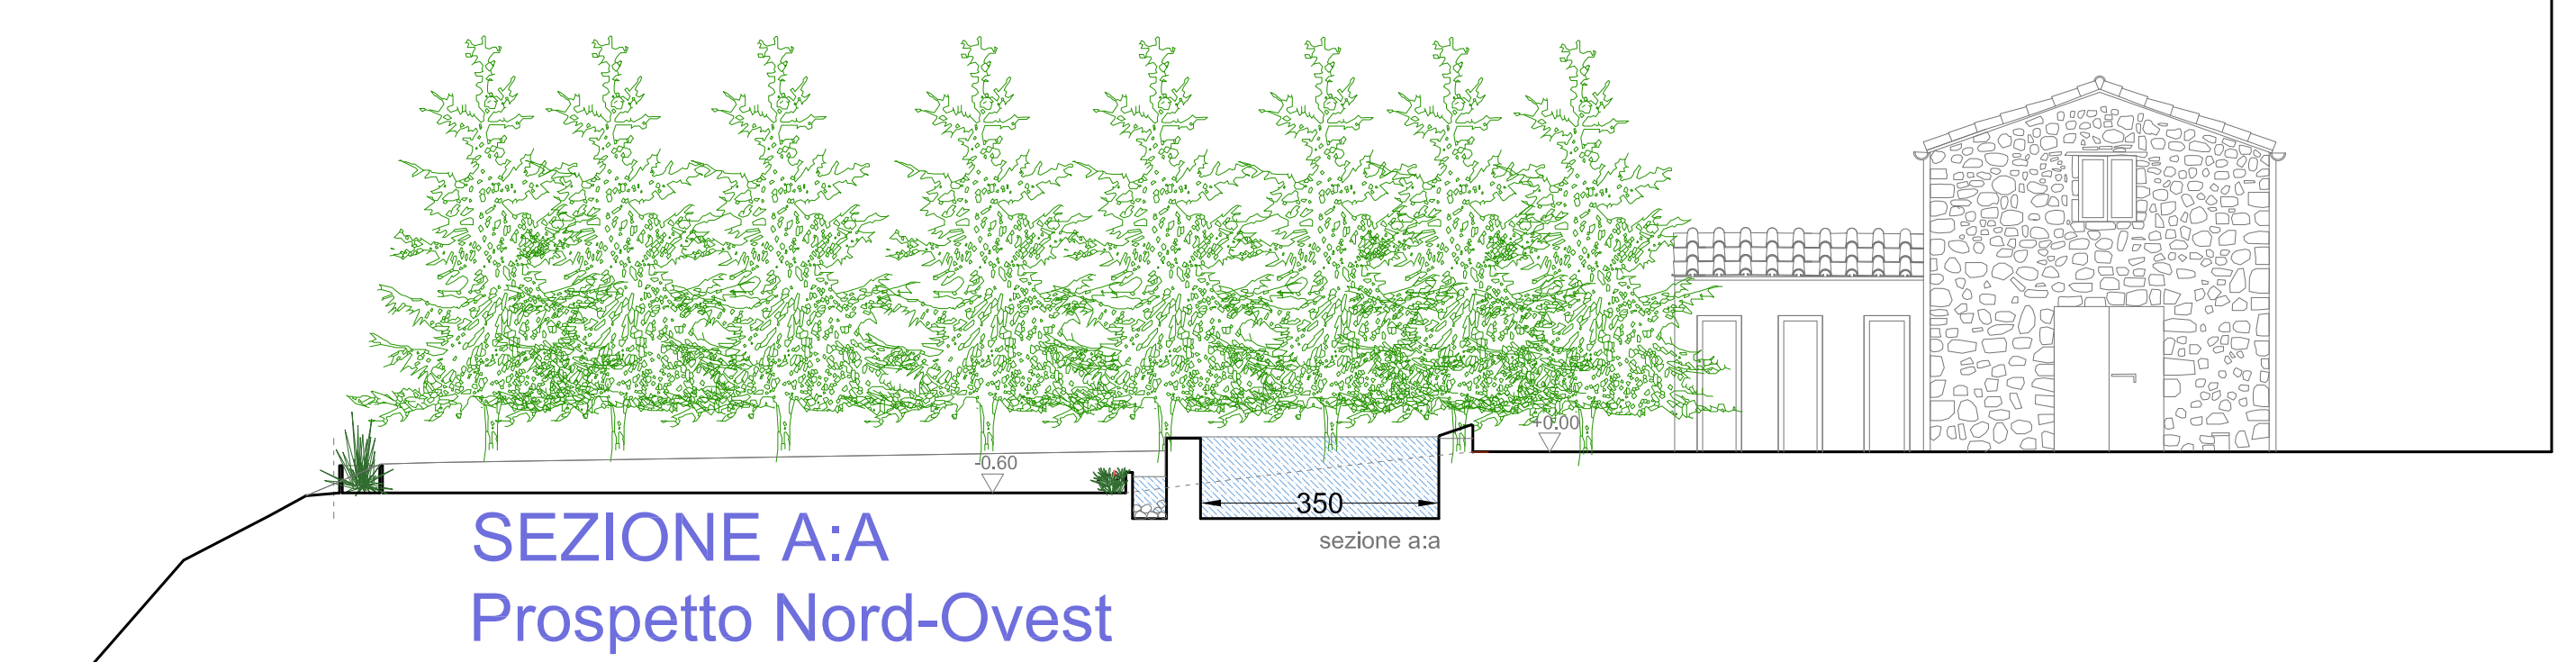 +0.00
-0.60
350
sezione a:a
SEZIONE A:A
Prospetto Nord-Ovest